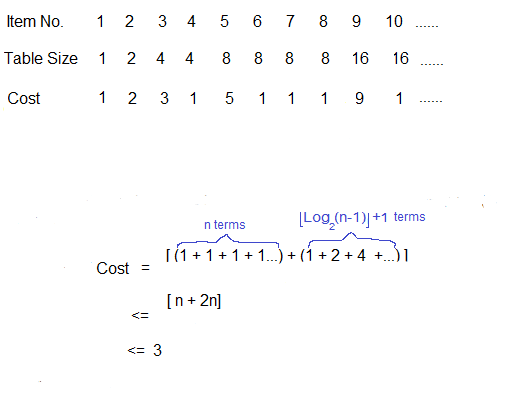 Item No. 1 2 3 4 5 6 7 8 9 10 ......
Table Size 1 2 4 4 8 8 8 8 16 16 ......
Cost 1 2 3 1 5 1 1 1 9 1 ......
n terms ⌊Log₂(n-1)⌋+1 terms
Cost = ⌈(1 + 1 + 1 + 1...) + (1 + 2 + 4 +...)⌉
<= [n + 2n]
<= 3